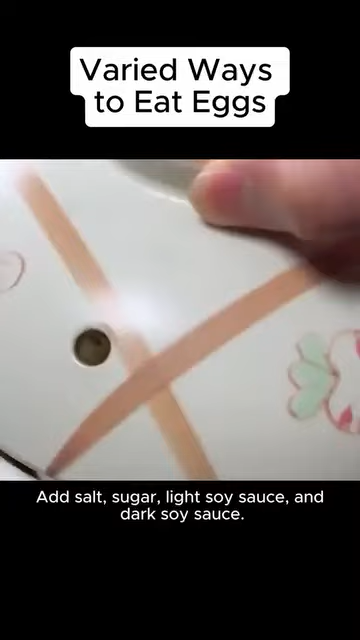 Varied Ways
to Eat Eggs
Add salt, sugar, light soy sauce, and
dark soy sauce.